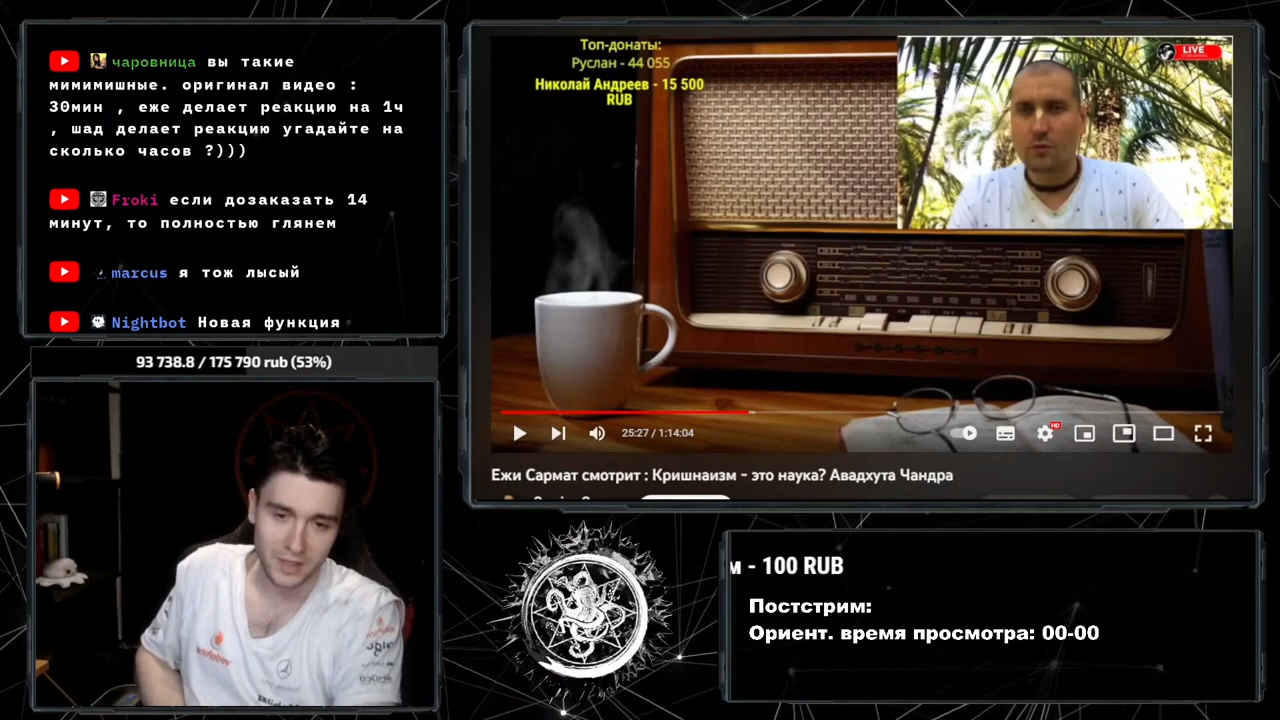 чаровница вы такие
мимимишные. оригинал видео :
30мин , еже делает реакцию на 1ч
, шад делает реакцию угадайте на
сколько часов ?)))
Froki если дозаказать 14
минут, то полностью глянем
marcus я тож лысый
Nightbot Новая функция
93 738.8 / 175 790 rub (53%)
Топ-донаты:
Руслан - 44 055
Николай Андреев - 15 500
RUB
LIVE
HD
25:27 / 1:14:04
Ежи Сармат смотрит : Кришнаизм - это наука? Авадхута Чандра
м - 100 RUB
Постстрим:
Ориент. время просмотра: 00-00